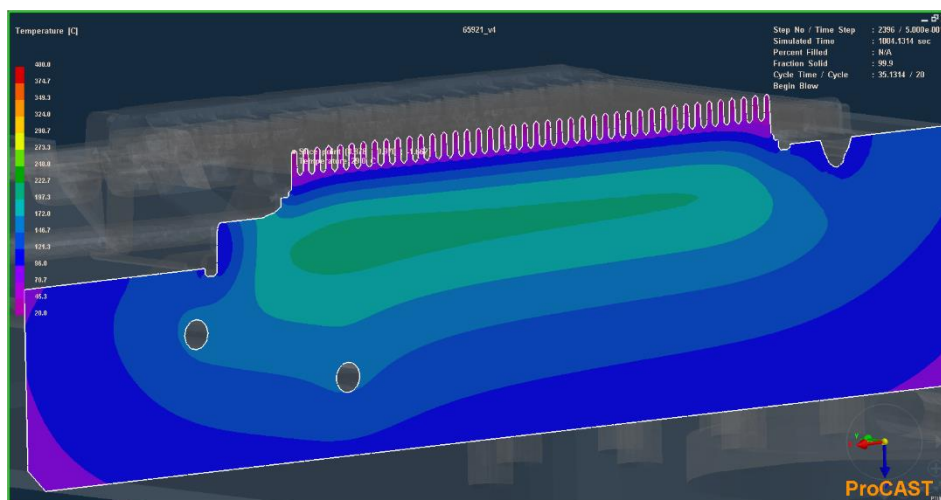 Temperature [C]
65921_v4
Step No / Time Step : 2396 / 5.000e-00
Simulated Time : 1004.1314 sec
Percent Filled : N/A
Fraction Solid : 99.9
Cycle Time / Cycle : 35.1314 / 20
Begin Blow
400.0
374.7
349.3
324.0
298.7
273.3
248.0
222.7
197.3
172.0
146.7
121.3
96.0
70.7
45.3
20.0
Temperature
ProCAST